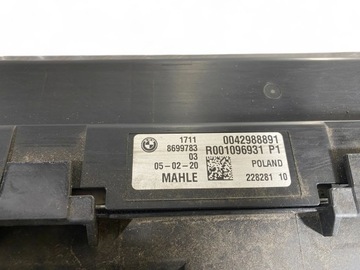 1711 0042988891
8699783 R001096931 P1
03
05-02-20 POLAND
MAHLE 228281 10